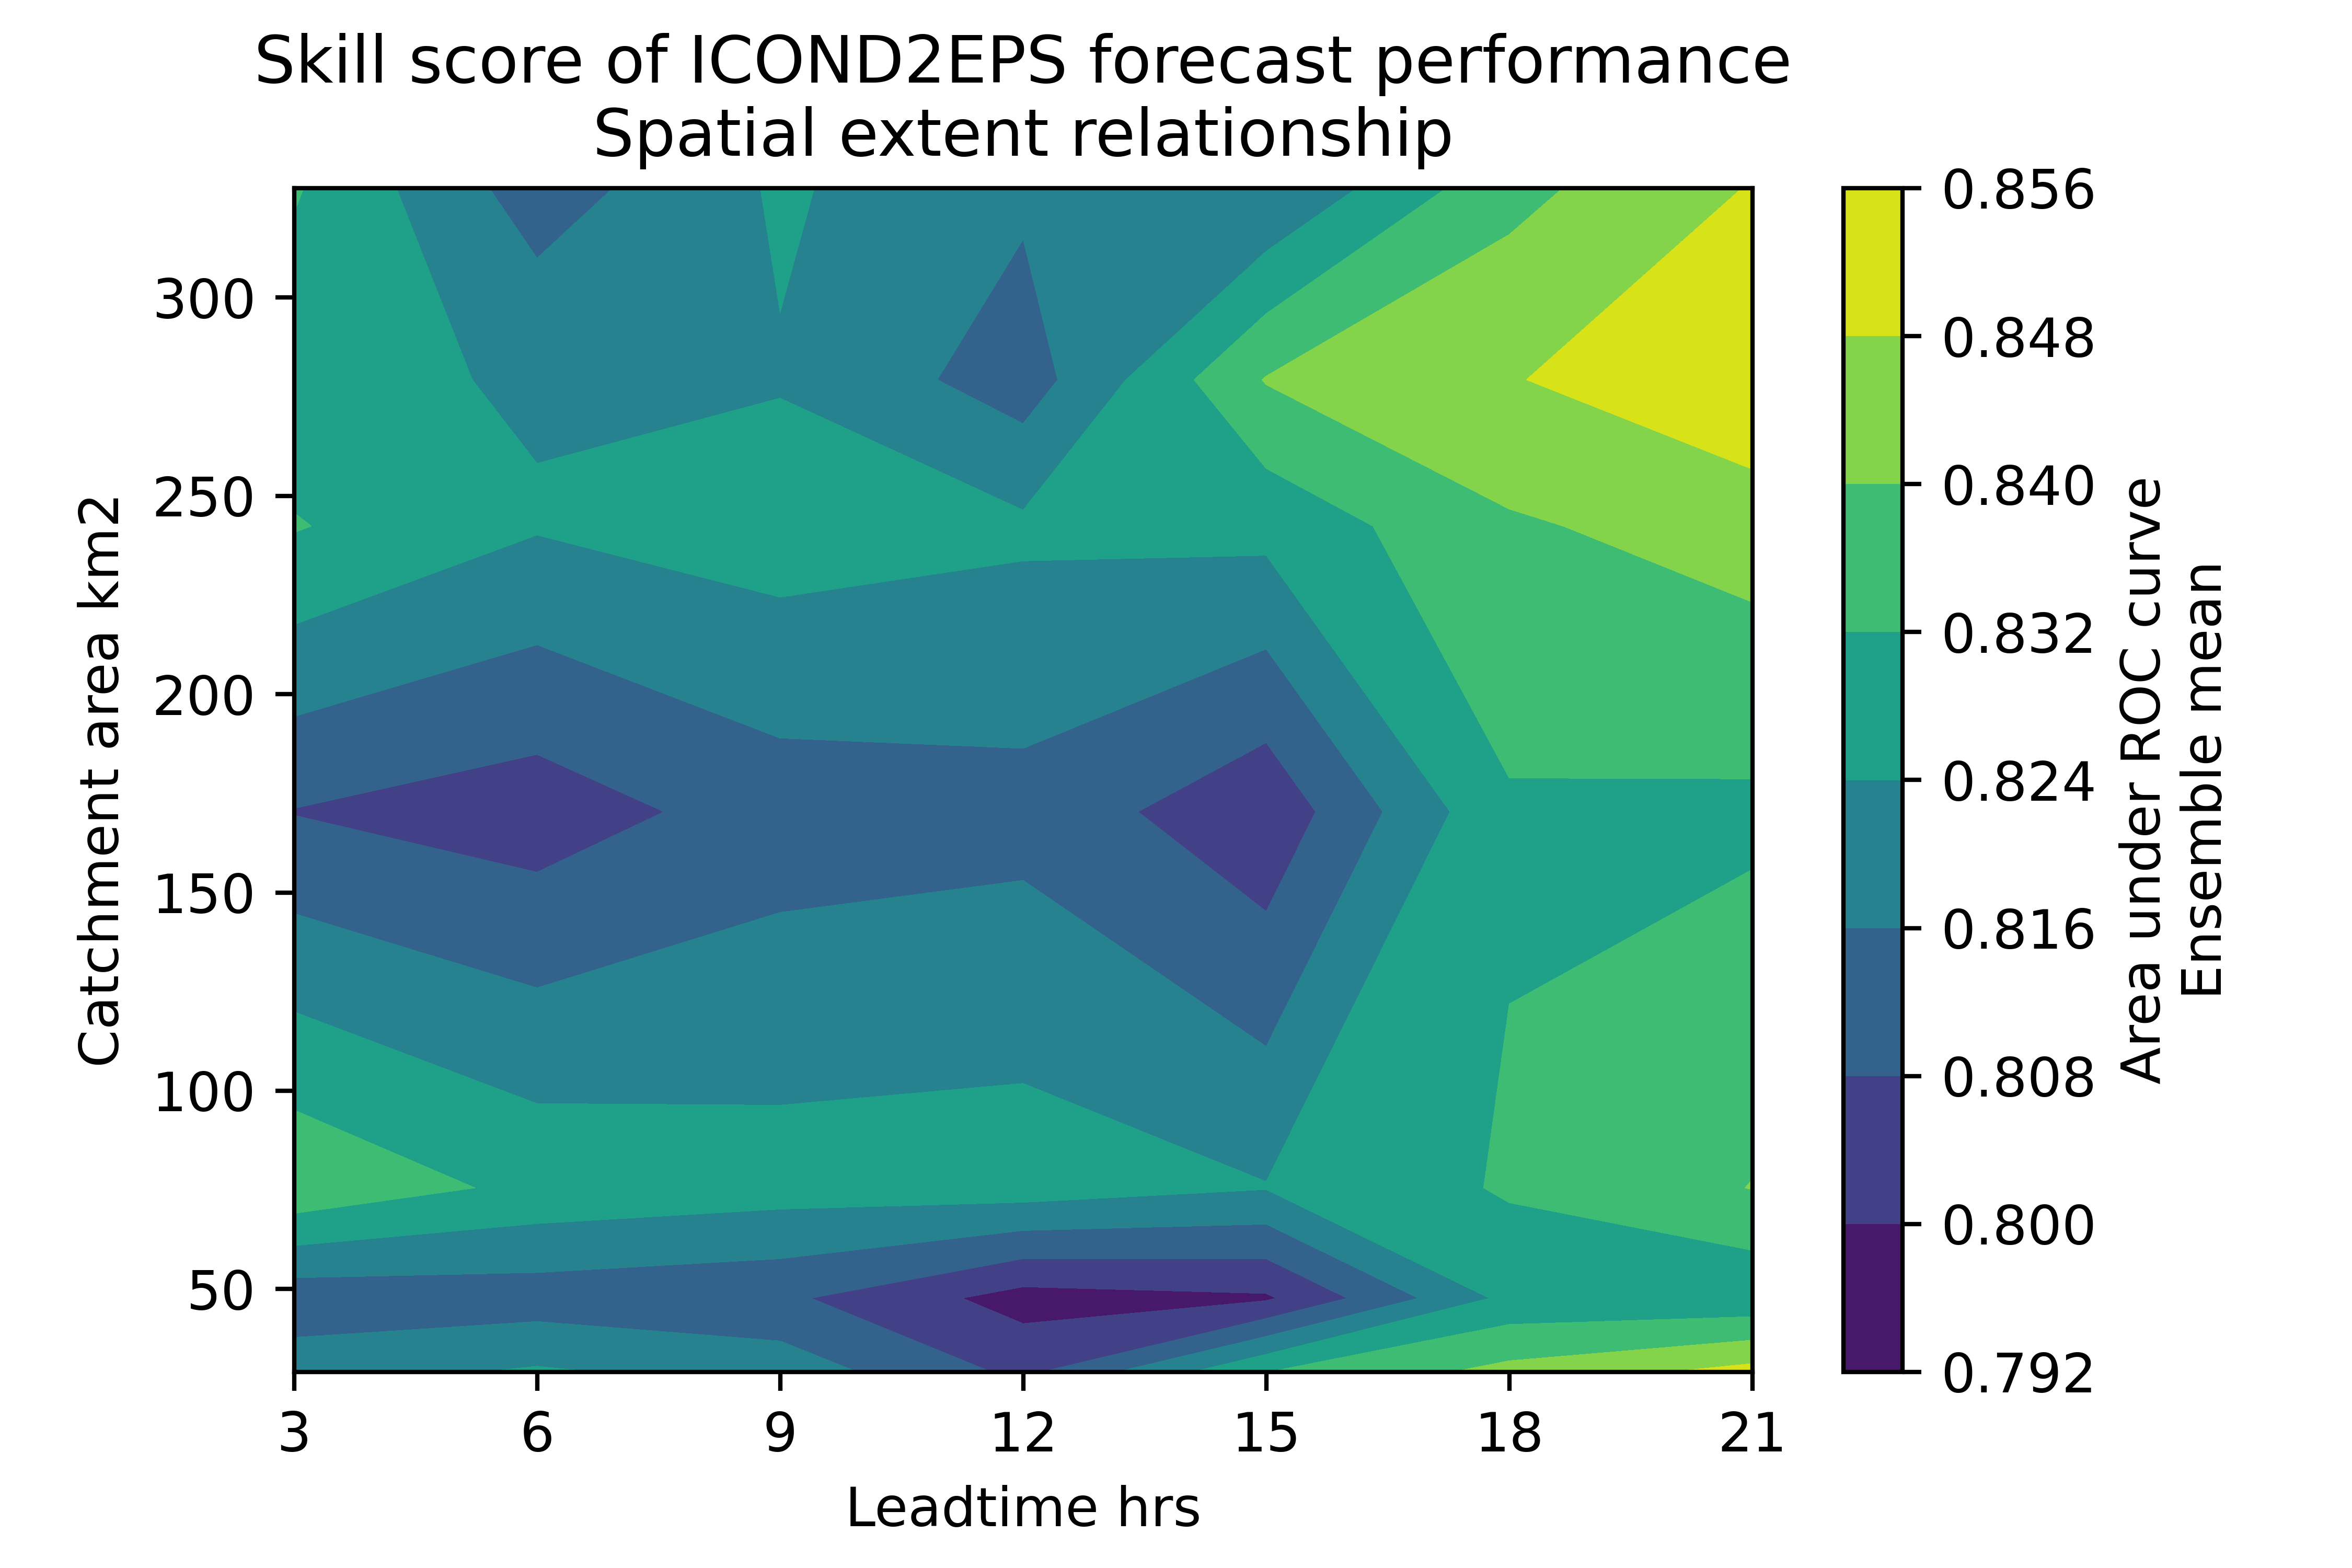 Skill score of ICOND2EPS forecast performance
Spatial extent relationship
Catchment area km2
300
250
200
150
100
50
3 6 9 12 15 18 21
Leadtime hrs
0.856
0.848
0.840
0.832
0.824
0.816
0.808
0.800
0.792
Area under ROC curve
Ensemble mean